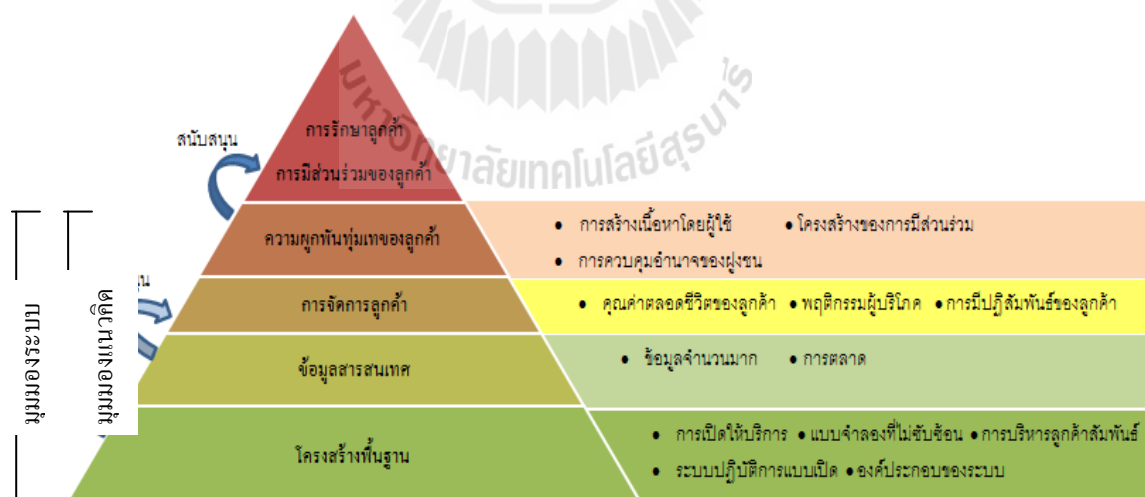 มหาวิทยาลัยเทคโนโลยีสุรนารี
สนับสนุน
การรักษาลูกค้า
การมีส่วนร่วมของลูกค้า
ความผูกพันทุ่มเทของลูกค้า
• การสร้างเนื้อหาโดยผู้ใช้ • โครงสร้างของการมีส่วนร่วม
• การควบคุมอำนาจของฝูงชน
การจัดการลูกค้า
• คุณค่าตลอดชีวิตของลูกค้า • พฤติกรรมผู้บริโภค • การมีปฏิสัมพันธ์ของลูกค้า
ข้อมูลสารสนเทศ
• ข้อมูลจำนวนมาก • การตลาด
โครงสร้างพื้นฐาน
• การเปิดให้บริการ • แบบจำลองที่ไม่ซับซ้อน • การบริหารลูกค้าสัมพันธ์
• ระบบปฏิบัติการแบบเปิด • องค์ประกอบของระบบ
มุมมองระบบ
มุมมองแนวคิด